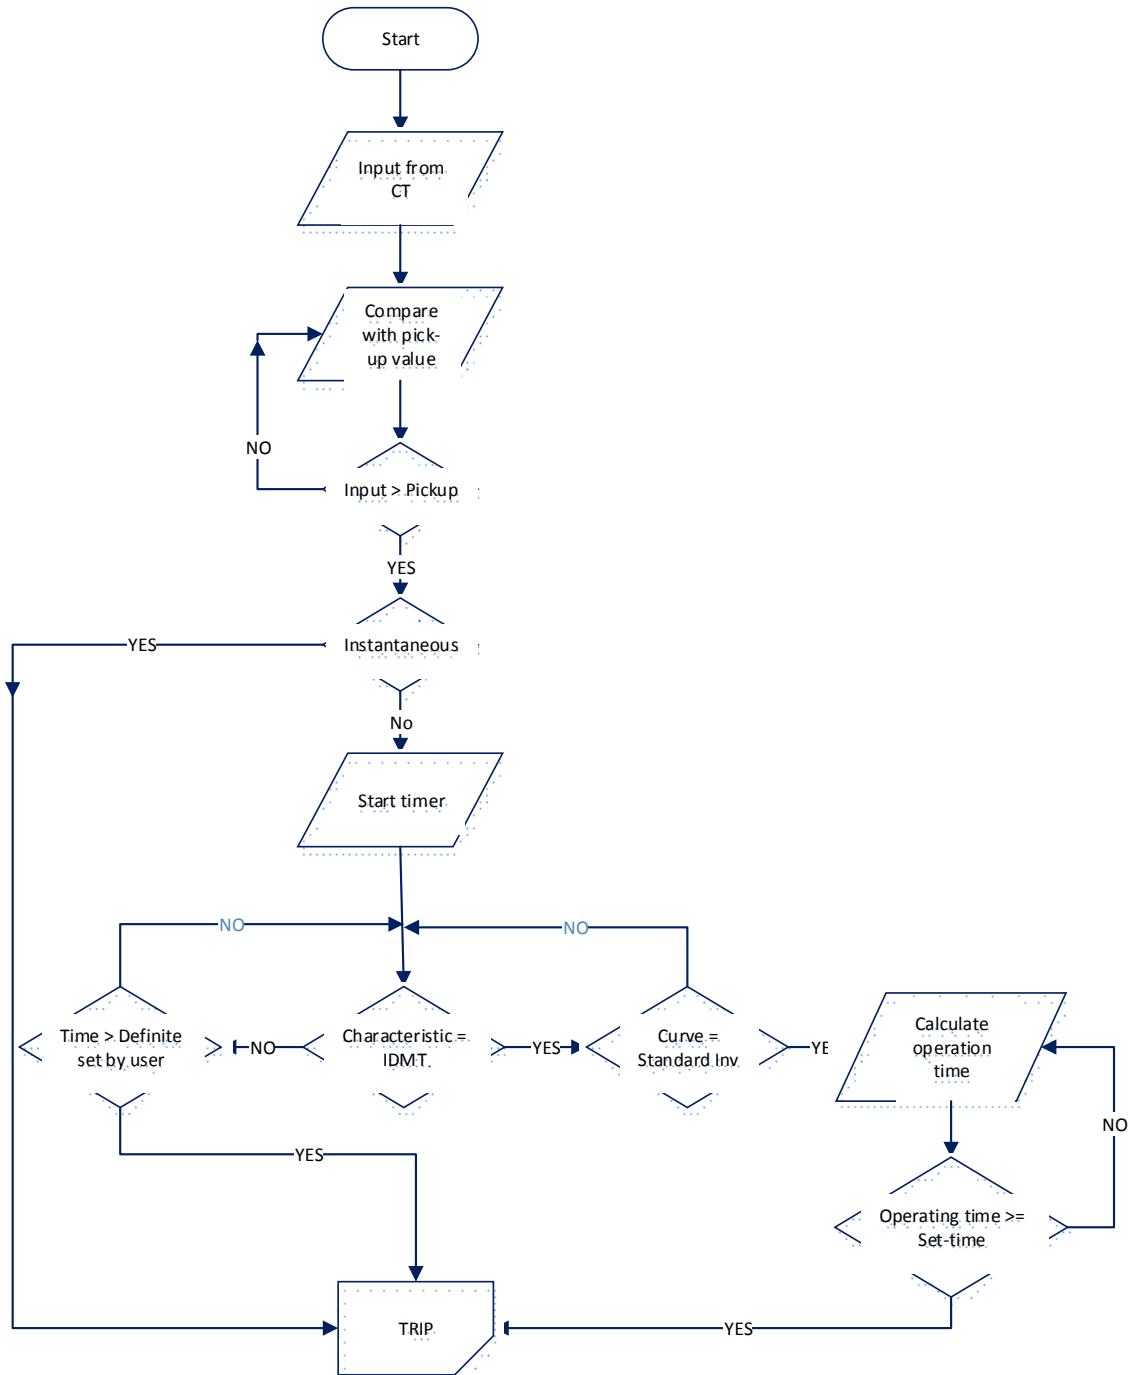 Start
Input from
CT
Compare
with pick-
up value
NO
Input > Pickup
YES
YES
Instantaneous
No
Start timer
NO
NO
Time > Definite
set by user
NO
Characteristic =
IDMT
YES
Curve =
Standard Inv
YE
Calculate
operation
time
NO
YES
Operating time >=
Set-time
TRIP
YES